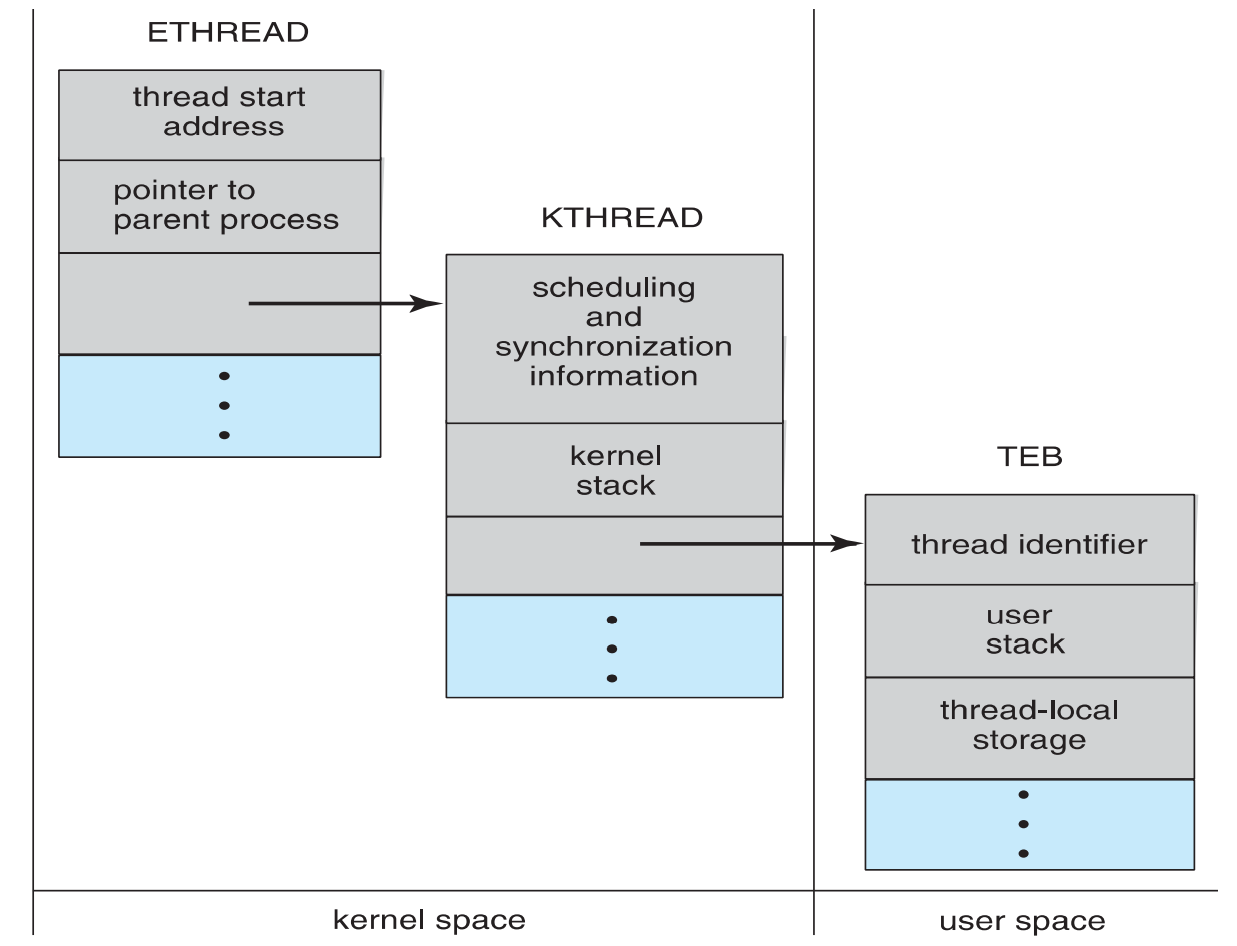 ETHREAD
thread start
address
pointer to
parent process
KTHREAD
scheduling
and
synchronization
information
kernel
stack
TEB
thread identifier
user
stack
thread-local
storage
kernel space
user space